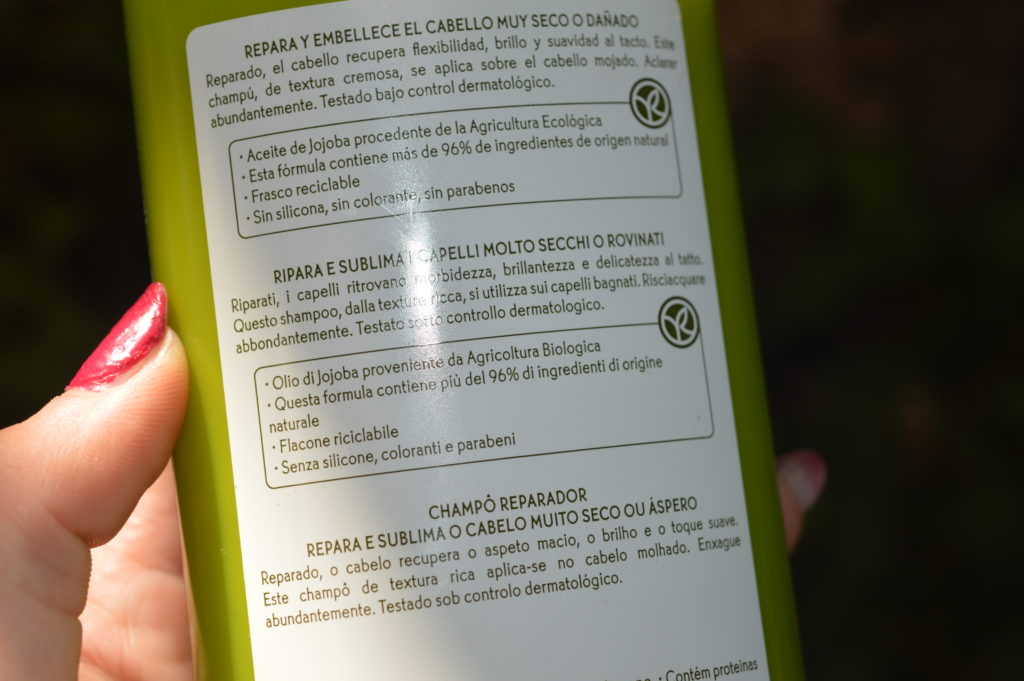 REPARA Y EMBELLECE EL CABELLO MUY SECO O DAÑADO
Reparado, el cabello recupera flexibilidad, brillo y suavidad al tacto. Este
champú, de textura cremosa, se aplica sobre el cabello mojado. Aclarar
abundantemente. Testado bajo control dermatológico.
· Aceite de Jojoba procedente de la Agricultura Ecológica
· Esta fórmula contiene más de 96% de ingredientes de origen natural
· Frasco reciclable
· Sin silicona, sin colorante, sin parabenos
RIPARA E SUBLIMA I CAPELLI MOLTO SECCHI O ROVINATI
Riparati, i capelli ritrovano morbidezza, brillantezza e delicatezza al tatto.
Questo shampoo, dalla texture ricca, si utilizza sui capelli bagnati. Risciacquare
abbondantemente. Testato sotto controllo dermatologico.
· Olio di Jojoba proveniente da Agricoltura Biologica
· Questa formula contiene più del 96% di ingredienti di origine
naturale
· Flacone riciclabile
· Senza silicone, coloranti e parabeni
CHAMPÔ REPARADOR
REPARA E SUBLIMA O CABELO MUITO SECO OU ÁSPERO
Reparado, o cabelo recupera o aspeto macio, o brilho e o toque suave.
Este champô de textura rica aplica-se no cabelo molhado. Enxague
abundantemente. Testado sob controlo dermatológico.
· Contém proteinas